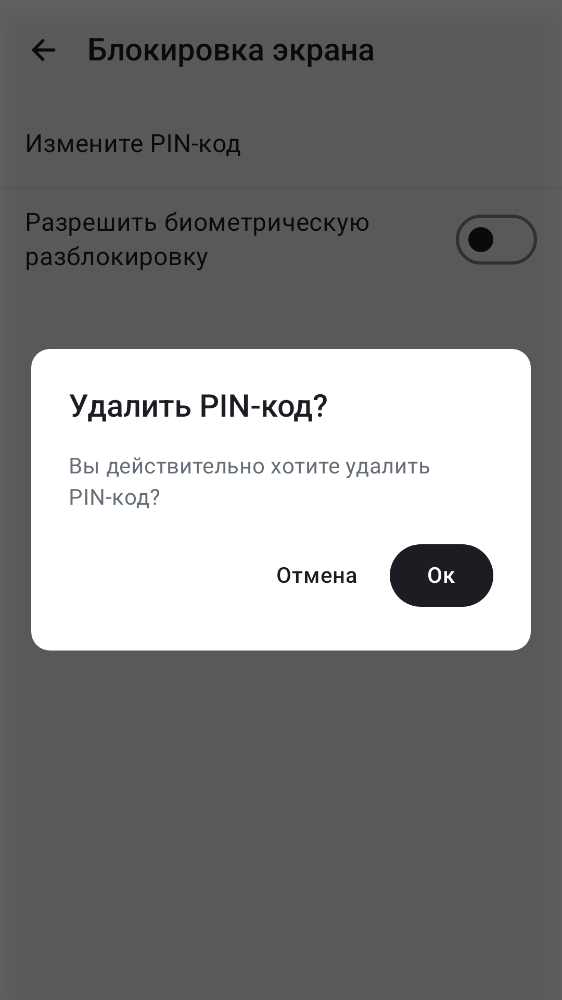 Блокировка экрана
Измените PIN-код
Разрешить биометрическую
разблокировку
Удалить PIN-код?
Вы действительно хотите удалить
PIN-код?
Отмена
Ок